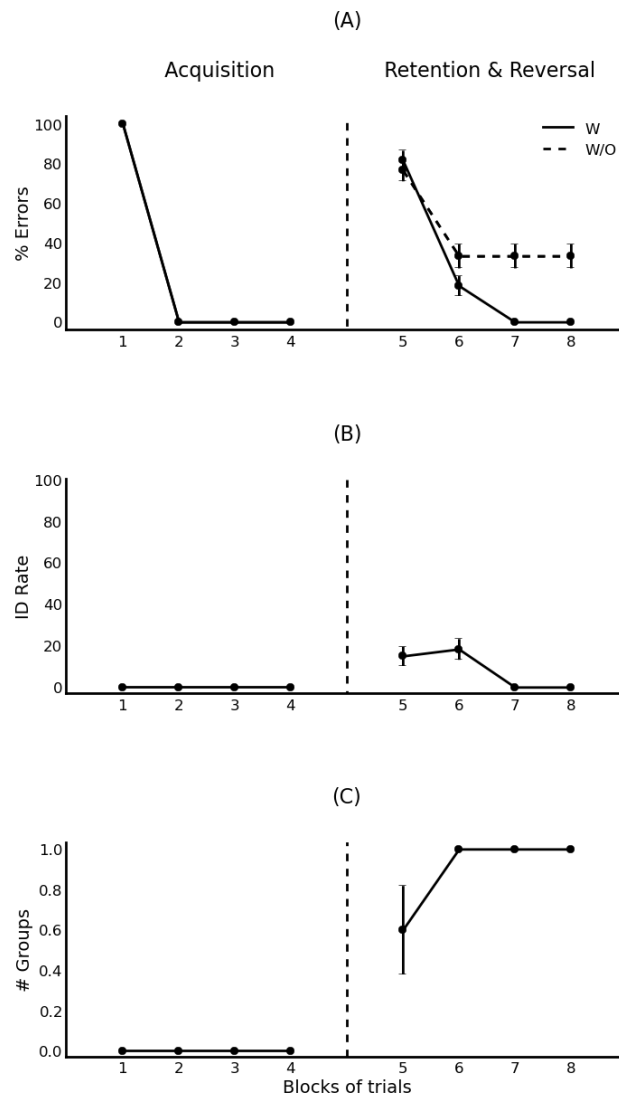 (A)
Acquisition
Retention & Reversal
% Errors
100
80
60
40
20
0
W
W/O
1 2 3 4 5 6 7 8
(B)
ID Rate
100
80
60
40
20
0
1 2 3 4 5 6 7 8
(C)
# Groups
1.0
0.8
0.6
0.4
0.2
0.0
1 2 3 4 5 6 7 8
Blocks of trials